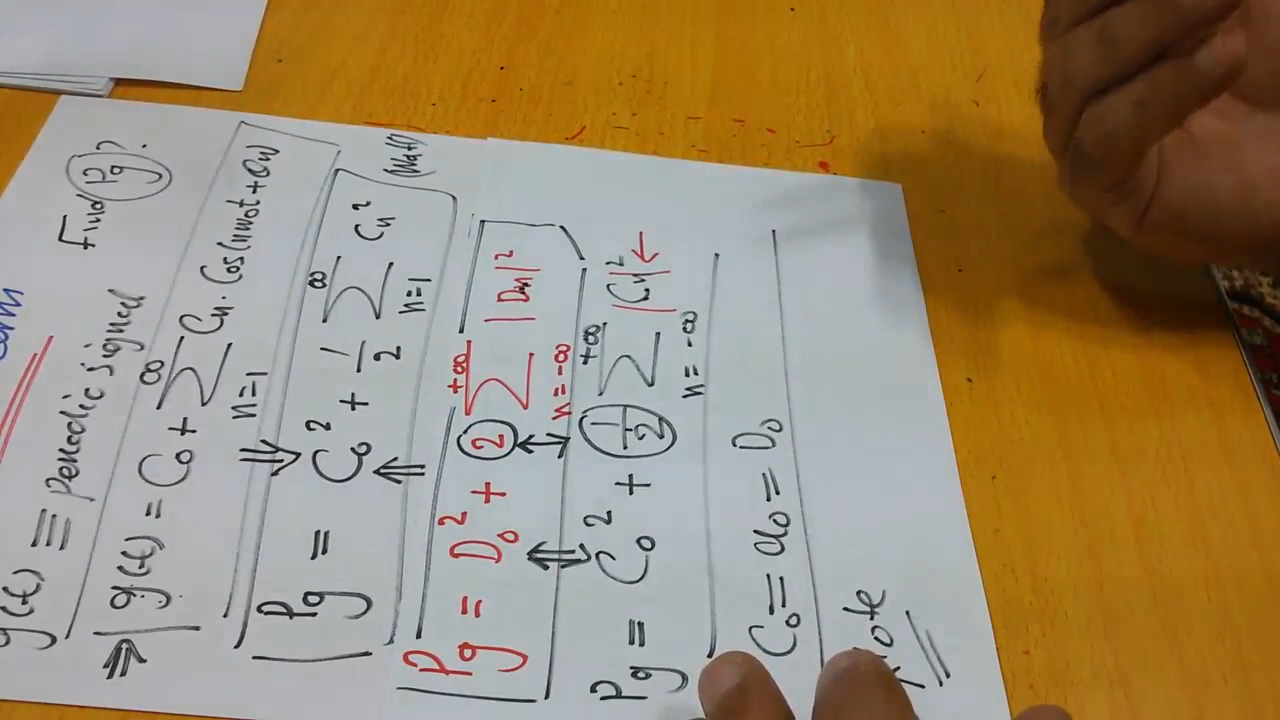 g(t) ≡ periodic signal Find Pg?
⇒ g(t) = C₀ + ∑_{n=1}^{∞} Cₙ · Cos(nω₀t + Θₙ)
Pg = C₀² + 1/2 ∑_{n=1}^{∞} Cₙ² (Watt)
Pg = D₀² + 2 ∑_{n=-∞}^{+∞} |Dₙ|²
Pg = C₀² + 1/2 ∑_{n=-∞}^{+∞} |Cₙ|² ←
C₀ = a₀ = D₀
Note